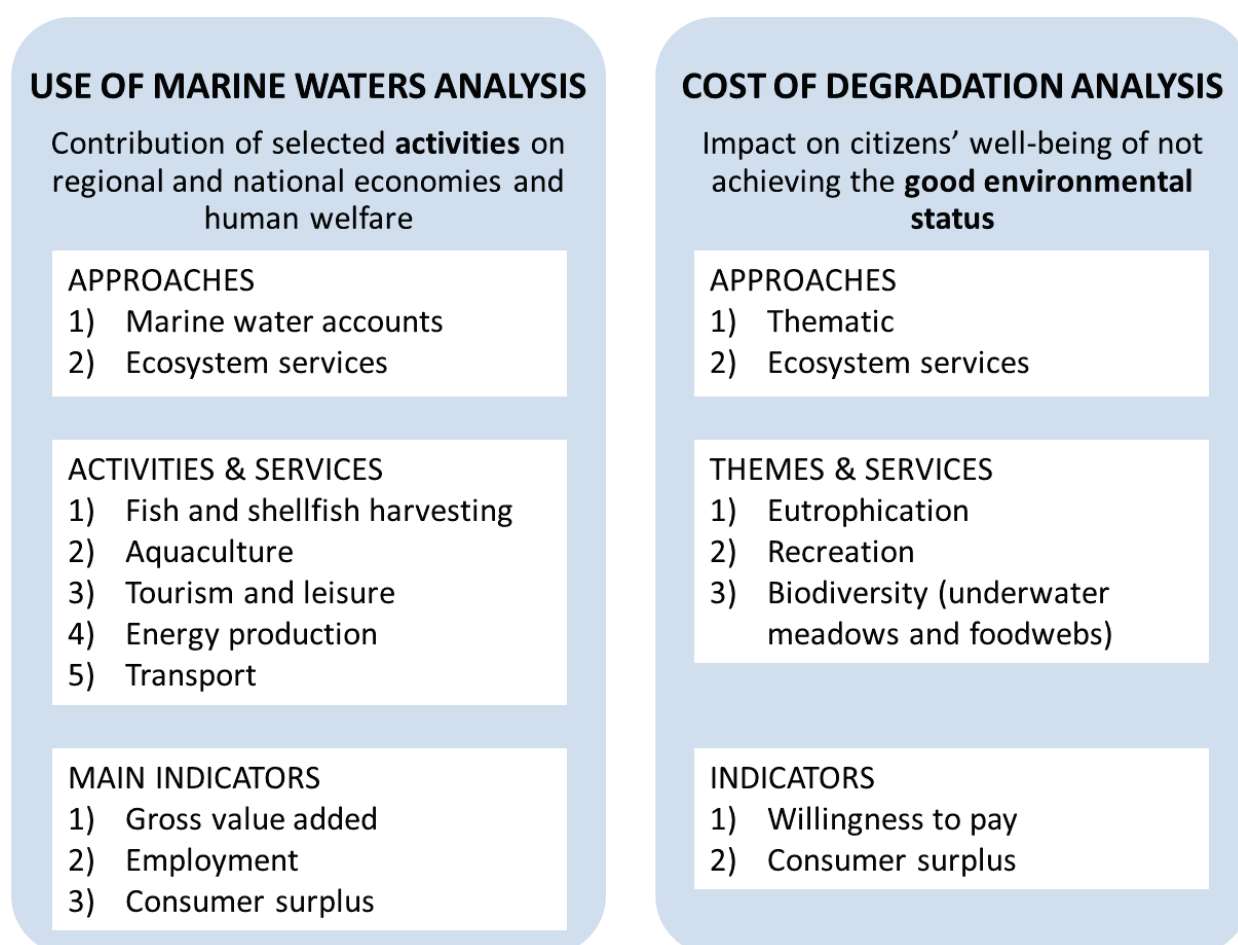 USE OF MARINE WATERS ANALYSIS
Contribution of selected activities on
regional and national economies and
human welfare
APPROACHES
1) Marine water accounts
2) Ecosystem services
ACTIVITIES & SERVICES
1) Fish and shellfish harvesting
2) Aquaculture
3) Tourism and leisure
4) Energy production
5) Transport
MAIN INDICATORS
1) Gross value added
2) Employment
3) Consumer surplus
COST OF DEGRADATION ANALYSIS
Impact on citizens’ well-being of not
achieving the good environmental
status
APPROACHES
1) Thematic
2) Ecosystem services
THEMES & SERVICES
1) Eutrophication
2) Recreation
3) Biodiversity (underwater
meadows and foodwebs)
INDICATORS
1) Willingness to pay
2) Consumer surplus